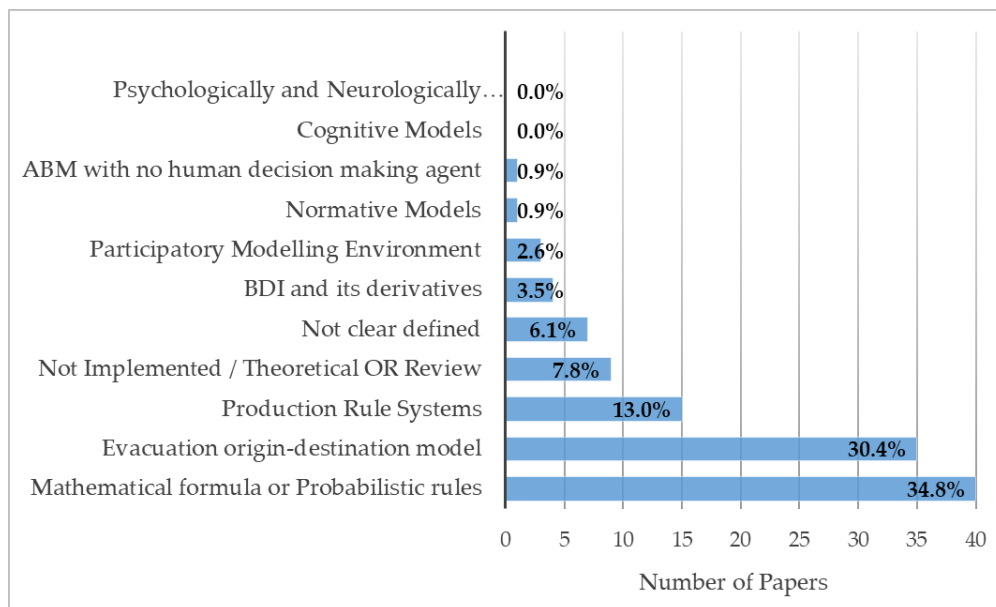 Psychologically and Neurologically… 0.0%
Cognitive Models 0.0%
ABM with no human decision making agent 0.9%
Normative Models 0.9%
Participatory Modelling Environment 2.6%
BDI and its derivatives 3.5%
Not clear defined 6.1%
Not Implemented / Theoretical OR Review 7.8%
Production Rule Systems 13.0%
Evacuation origin-destination model 30.4%
Mathematical formula or Probabilistic rules 34.8%
0 5 10 15 20 25 30 35 40
Number of Papers